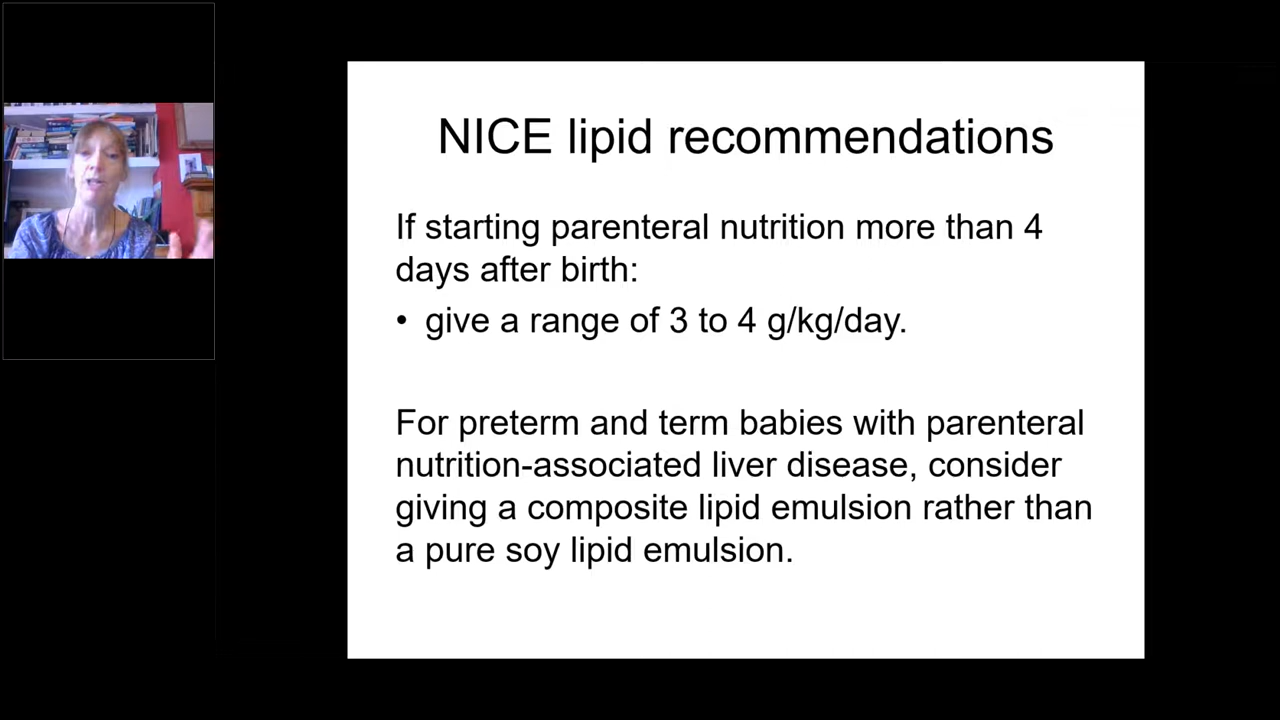 NICE lipid recommendations
If starting parenteral nutrition more than 4
days after birth:
• give a range of 3 to 4 g/kg/day.
For preterm and term babies with parenteral
nutrition-associated liver disease, consider
giving a composite lipid emulsion rather than
a pure soy lipid emulsion.